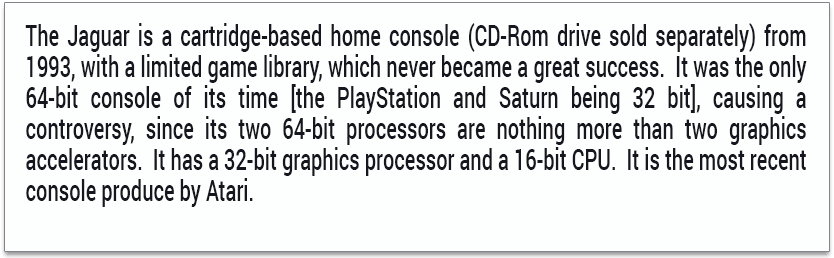 The Jaguar is a cartridge-based home console (CD-Rom drive sold separately) from
1993, with a limited game library, which never became a great success.  It was the only
64-bit console of its time [the PlayStation and Saturn being 32 bit], causing a
controversy, since its two 64-bit processors are nothing more than two graphics
accelerators.  It has a 32-bit graphics processor and a 16-bit CPU.  It is the most recent
console produce by Atari.